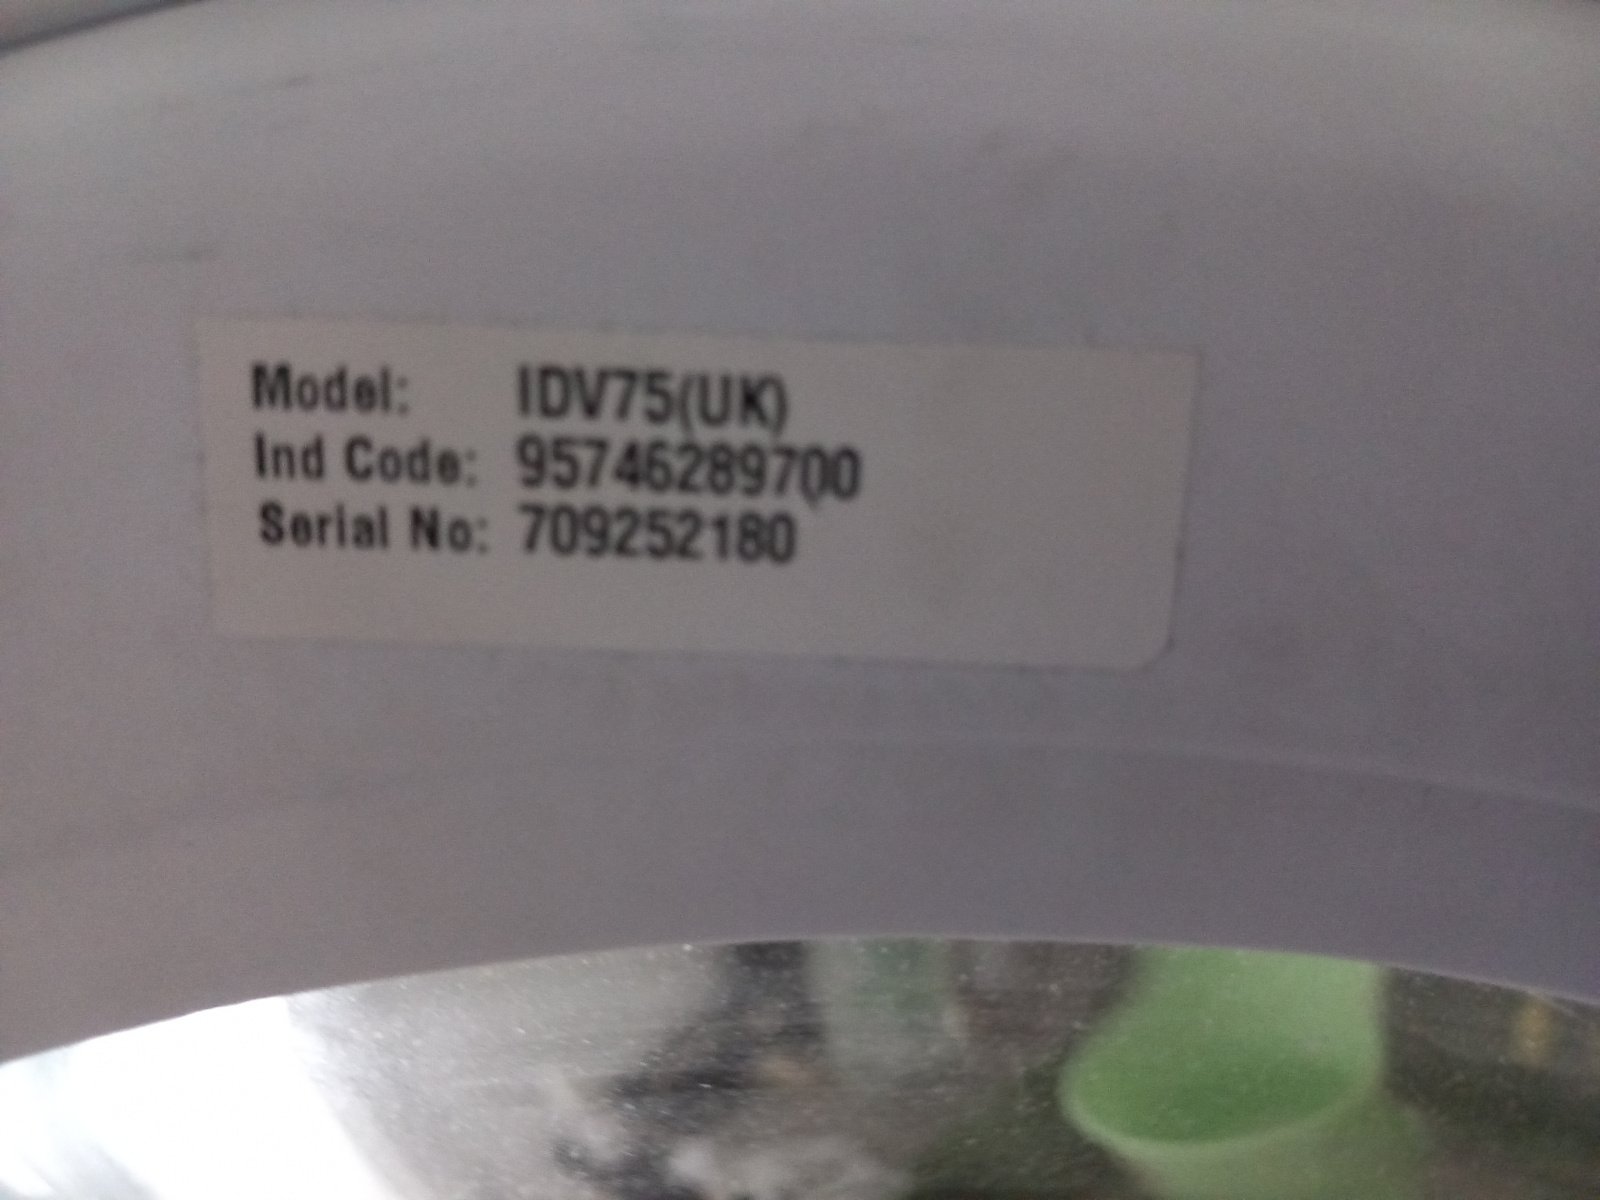 Model: IDV75(UK)
Ind Code: 95746289700
Serial No: 709252180